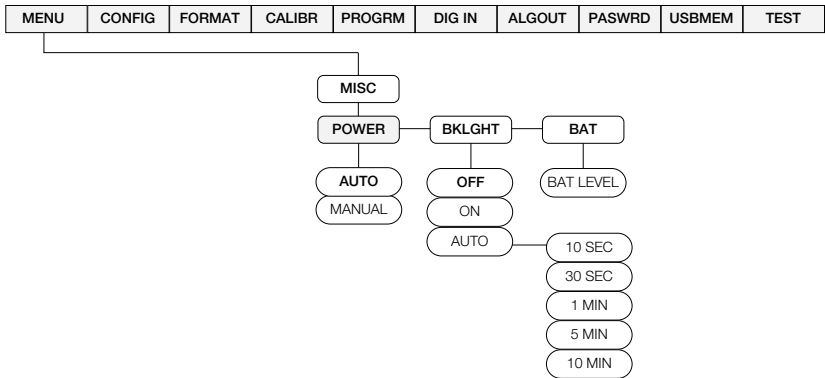 MENU CONFIG FORMAT CALIBR PROGRM DIG IN ALGOUT PASWRD USBMEM TEST
MISC
POWER BKLGHT BAT
AUTO OFF BAT LEVEL
MANUAL ON
AUTO 10 SEC
30 SEC
1 MIN
5 MIN
10 MIN